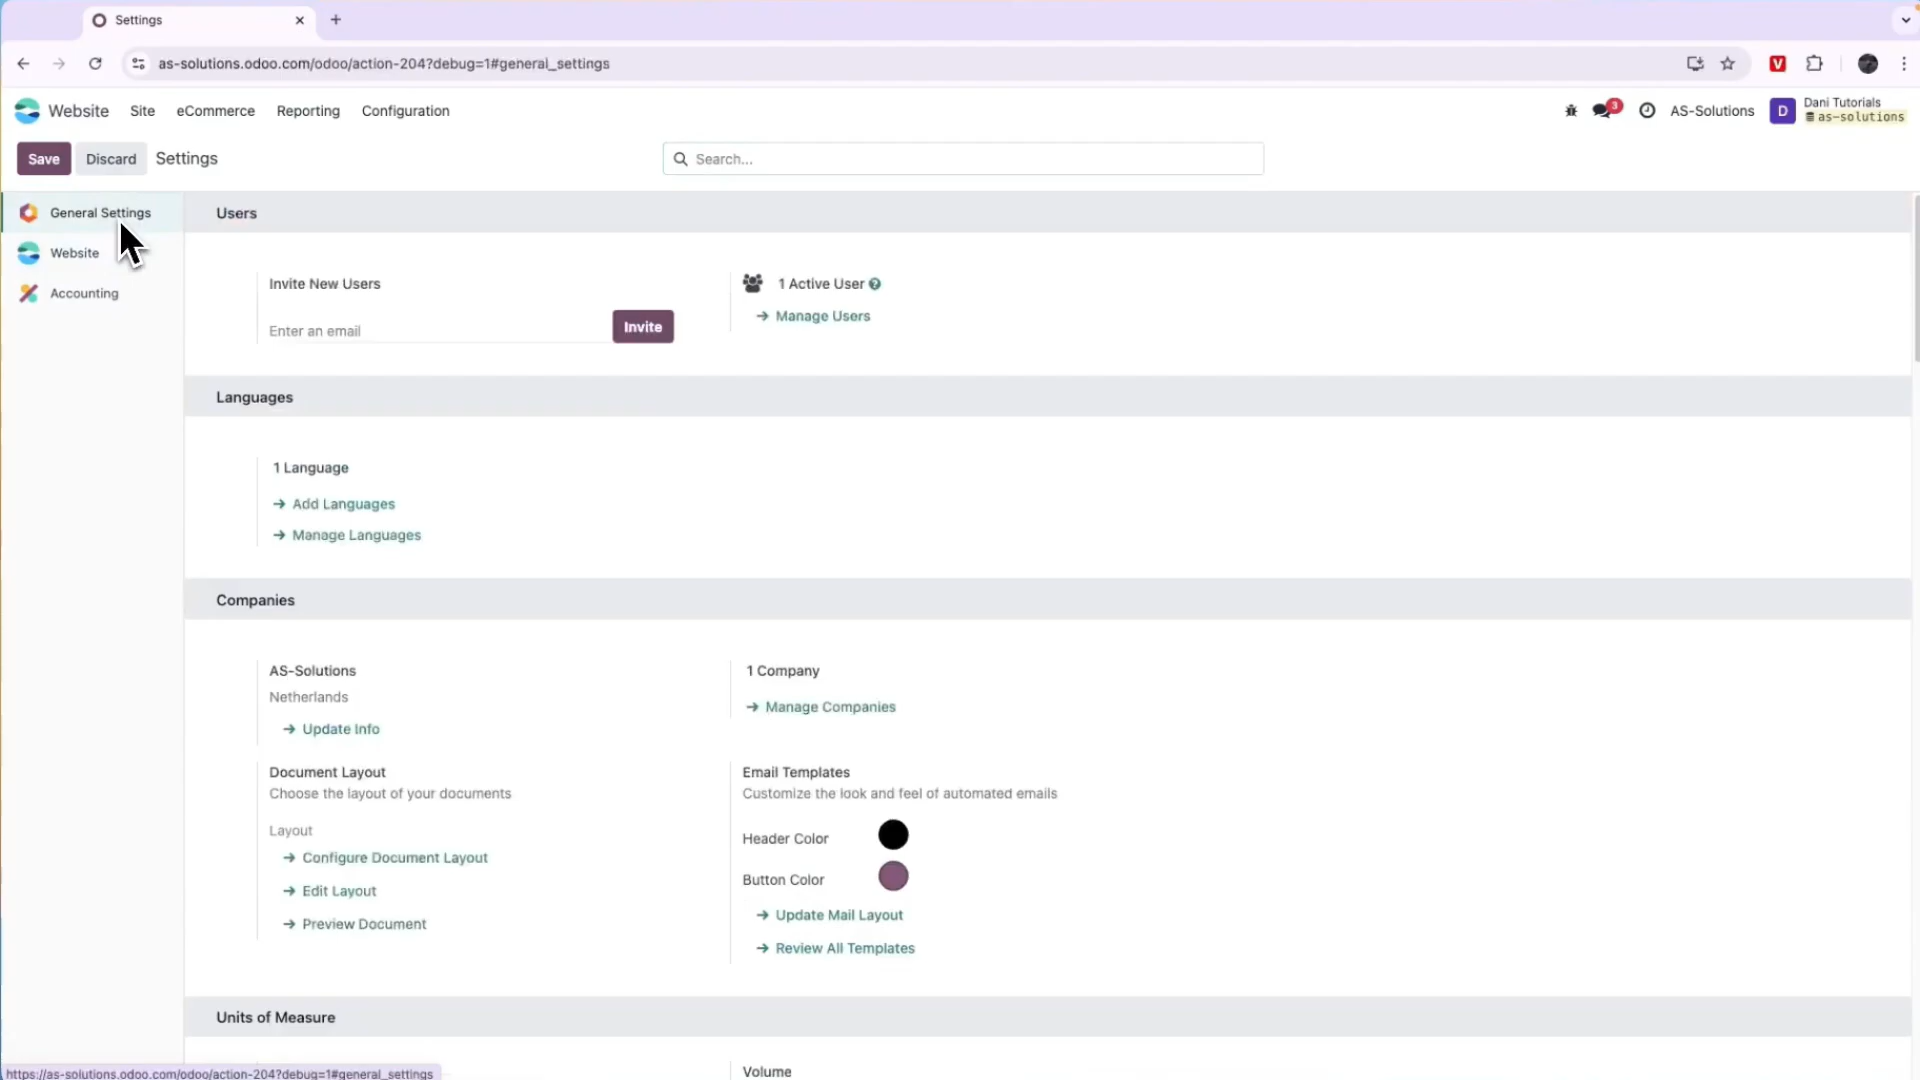 Settings
as-solutions.odoo.com/odoo/action-204?debug=1#general_settings
V
Website Site eCommerce Reporting Configuration
3
AS-Solutions
D
Dani Tutorials
as-solutions
Save Discard Settings
Search...
General Settings
Website
Accounting
Users
Invite New Users
Enter an email
Invite
1 Active User ?
Manage Users
Languages
1 Language
Add Languages
Manage Languages
Companies
AS-Solutions
Netherlands
Update Info
1 Company
Manage Companies
Document Layout
Choose the layout of your documents
Layout
Configure Document Layout
Edit Layout
Preview Document
Email Templates
Customize the look and feel of automated emails
Header Color
Button Color
Update Mail Layout
Review All Templates
Units of Measure
Volume
https://as-solutions.odoo.com/odoo/action-204?debug=1#general_settings